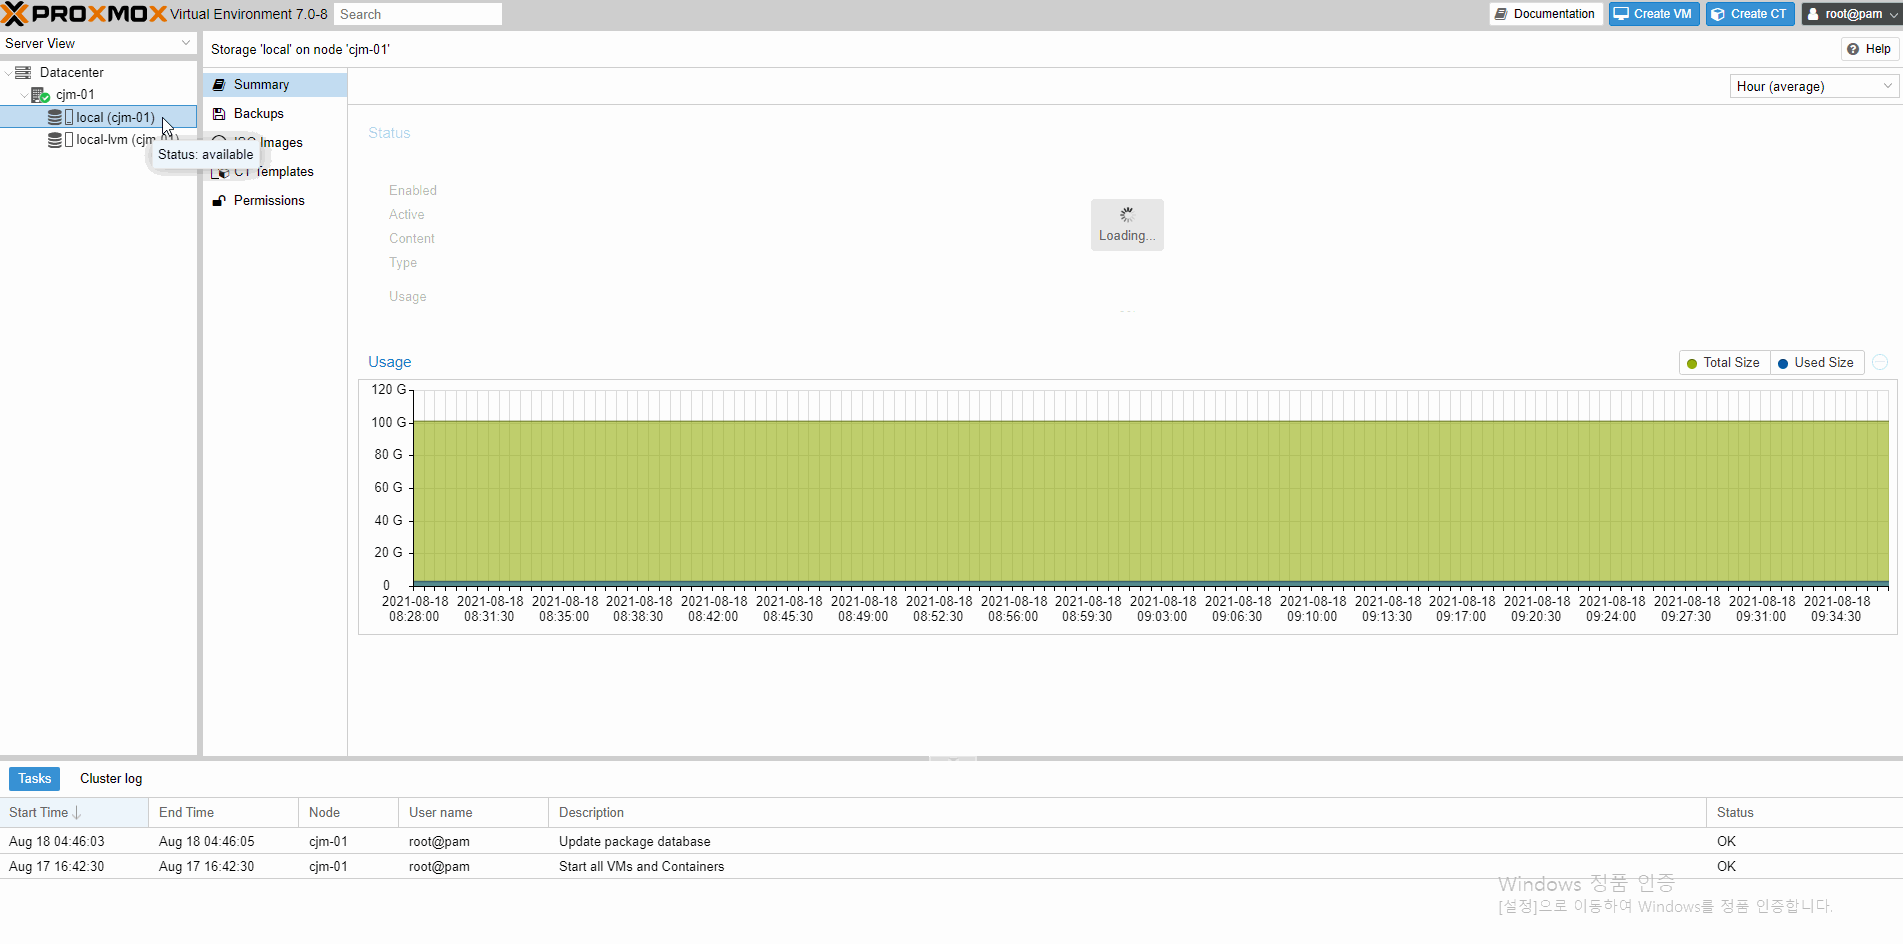 PROXMOX Virtual Environment 7.0-8 Search Documentation Create VM Create CT root@pam
Server View
Storage 'local' on node 'cjm-01' Help
Datacenter
cjm-01
local (cjm-01)
local-lvm (cjm-01)
Status: available
Summary
Backups
ISO Images
CT Templates
Permissions
Hour (average)
Status
Enabled
Active
Content
Type
Usage
Loading...
Usage
Total Size Used Size
120 G
100 G
80 G
60 G
40 G
20 G
0
2021-08-18 2021-08-18 2021-08-18 2021-08-18 2021-08-18 2021-08-18 2021-08-18 2021-08-18 2021-08-18 2021-08-18 2021-08-18 2021-08-18 2021-08-18 2021-08-18 2021-08-18 2021-08-18 2021-08-18 2021-08-18 2021-08-18 2021-08-18
08:28:00 08:31:30 08:35:00 08:38:30 08:42:00 08:45:30 08:49:00 08:52:30 08:56:00 08:59:30 09:03:00 09:06:30 09:10:00 09:13:30 09:17:00 09:20:30 09:24:00 09:27:30 09:31:00 09:34:30
Tasks Cluster log
Start Time End Time Node User name Description Status
Aug 18 04:46:03 Aug 18 04:46:05 cjm-01 root@pam Update package database OK
Aug 17 16:42:30 Aug 17 16:42:30 cjm-01 root@pam Start all VMs and Containers OK
Windows 정품 인증
[설정]으로 이동하여 Windows를 정품 인증합니다.